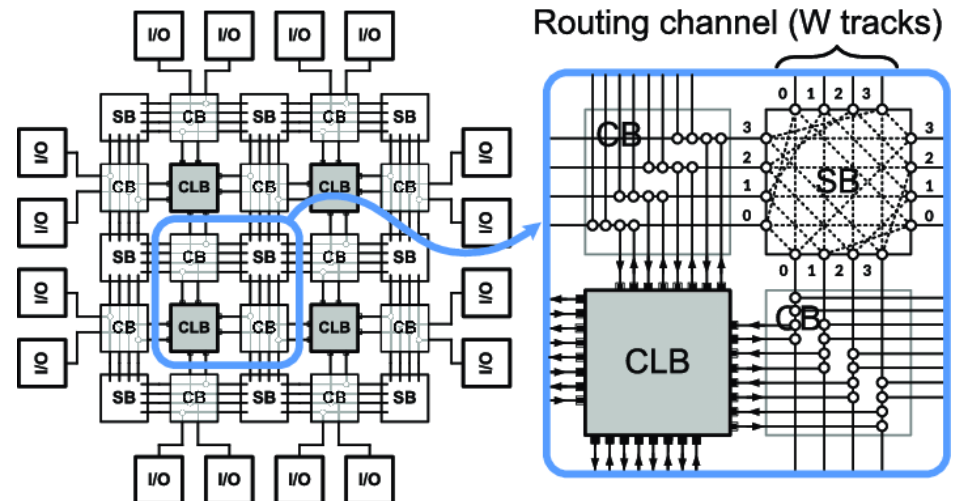 Routing channel (W tracks)
I/O I/O I/O I/O
SB CB SB CB SB
I/O I/O
CB CLB CB CLB CB
I/O I/O
SB CB SB CB SB
I/O I/O
CB CLB CB CLB CB
I/O I/O
SB CB SB CB SB
I/O I/O I/O I/O
0 1 2 3
CB
3 3
2 SB 2
1 1
0 0
0 1 2 3
CB
CLB